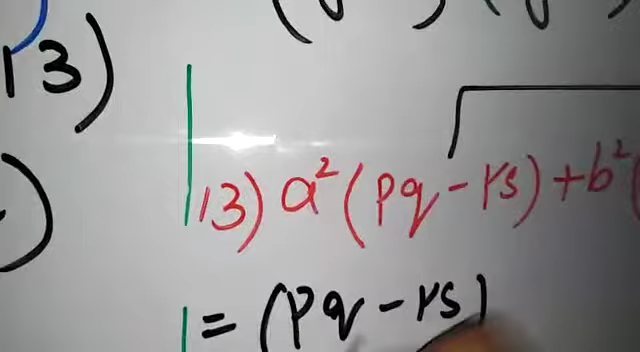 13)
13) a² (pq - rs) + b² (
= (pq - rs)